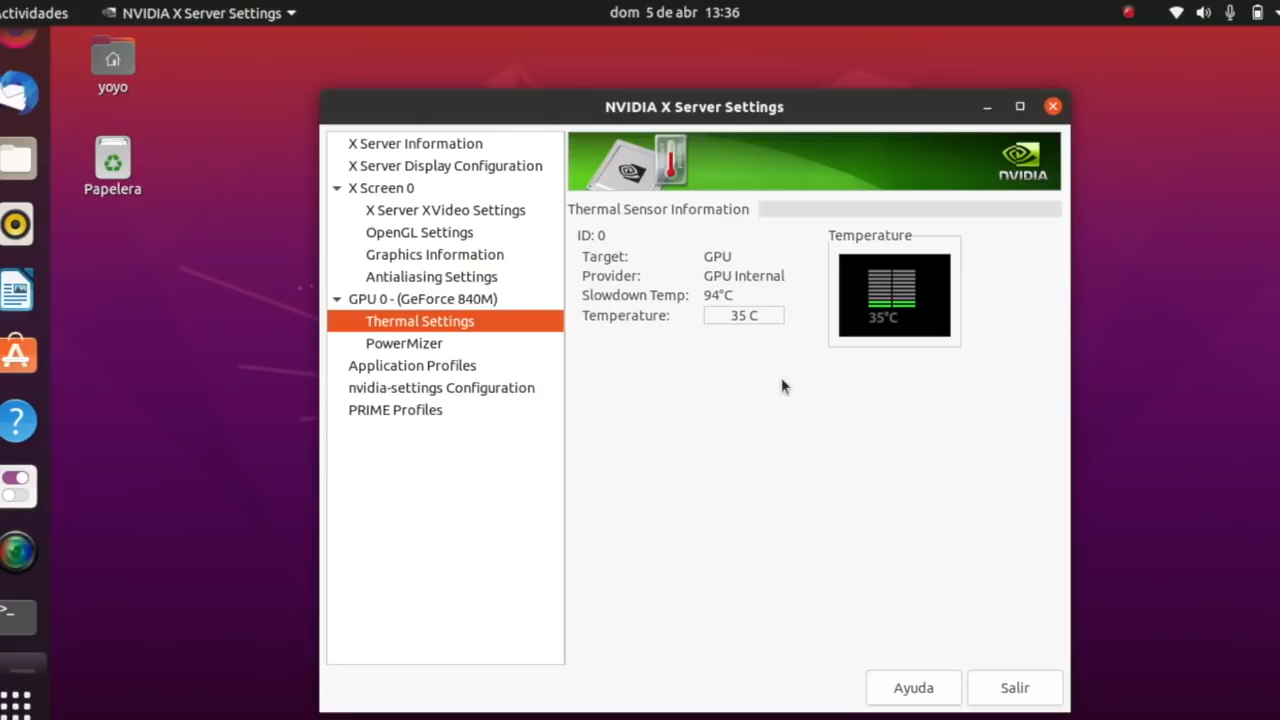 Actividades
NVIDIA X Server Settings
dom 5 de abr 13:36
yoyo
Papelera
NVIDIA X Server Settings
X Server Information
X Server Display Configuration
X Screen 0
X Server XVideo Settings
OpenGL Settings
Graphics Information
Antialiasing Settings
GPU 0 - (GeForce 840M)
Thermal Settings
PowerMizer
Application Profiles
nvidia-settings Configuration
PRIME Profiles
NVIDIA
Thermal Sensor Information
ID: 0
Target: GPU
Provider: GPU Internal
Slowdown Temp: 94°C
Temperature: 35 C
Temperature
35°C
Ayuda
Salir